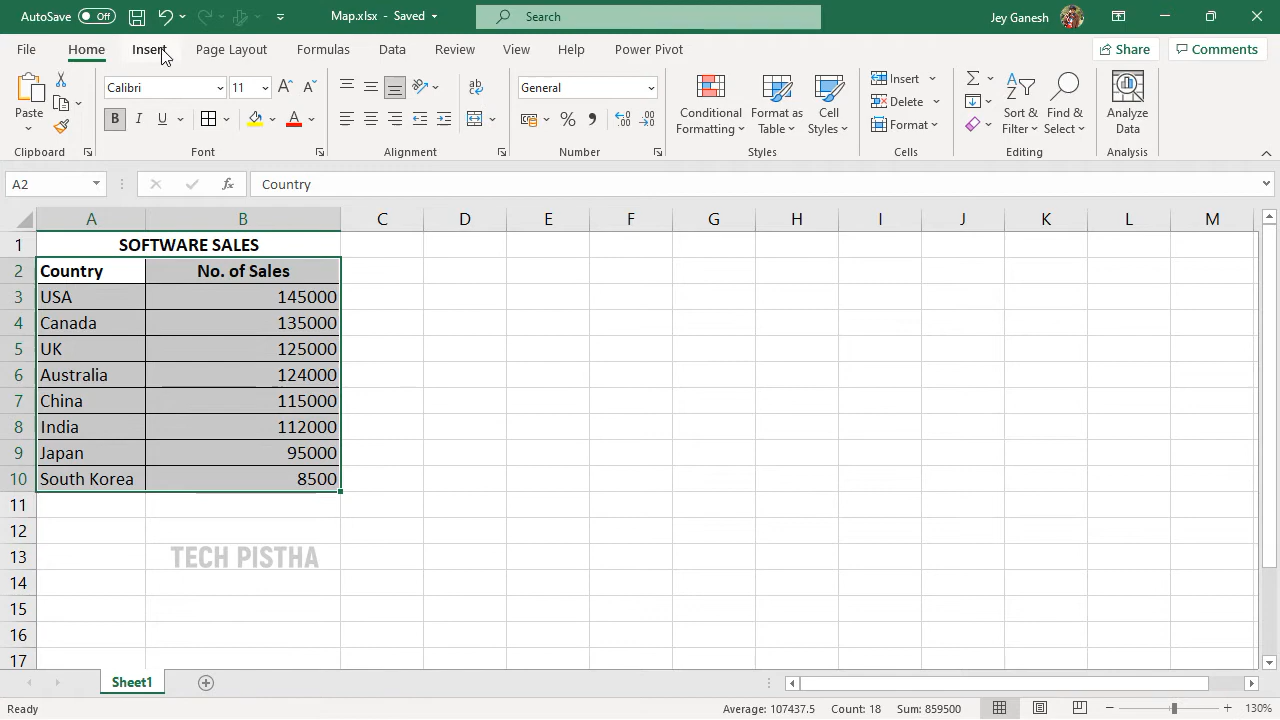 AutoSave Off Map.xlsx - Saved Search Jey Ganesh
File Home Insert Page Layout Formulas Data Review View Help Power Pivot Share Comments
Paste Calibri 11 General Conditional Formatting Format as Table Cell Styles Insert Delete Format Sort & Filter Find & Select Analyze Data
Clipboard Font Alignment Number Styles Cells Editing Analysis
A2 fx Country
A B C D E F G H I J K L M
1 SOFTWARE SALES
2 Country No. of Sales
3 USA 145000
4 Canada 135000
5 UK 125000
6 Australia 124000
7 China 115000
8 India 112000
9 Japan 95000
10 South Korea 8500
11
12
13 TECH PISTHA
14
15
16
17
Sheet1
Ready Average: 107437.5 Count: 18 Sum: 859500 130%